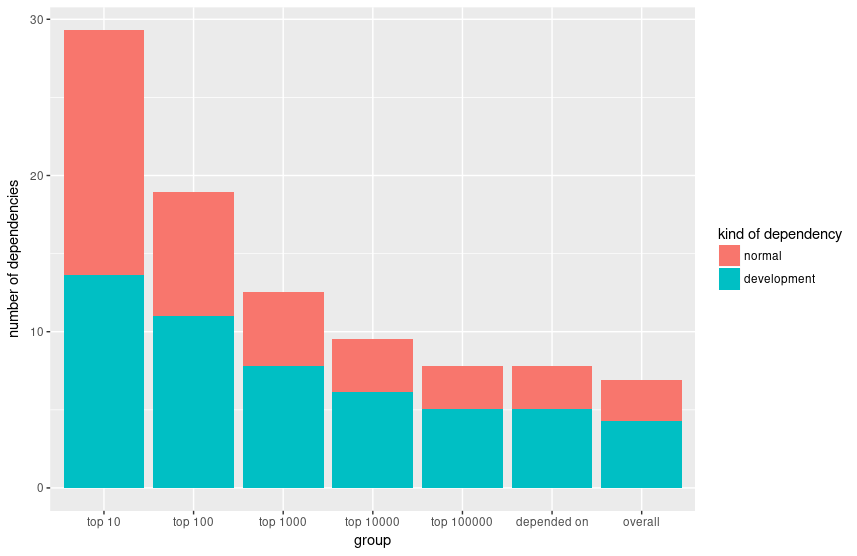 number of dependencies
30
20
10
0
top 10
top 100
top 1000
top 10000
top 100000
depended on
overall
group
kind of dependency
normal
development